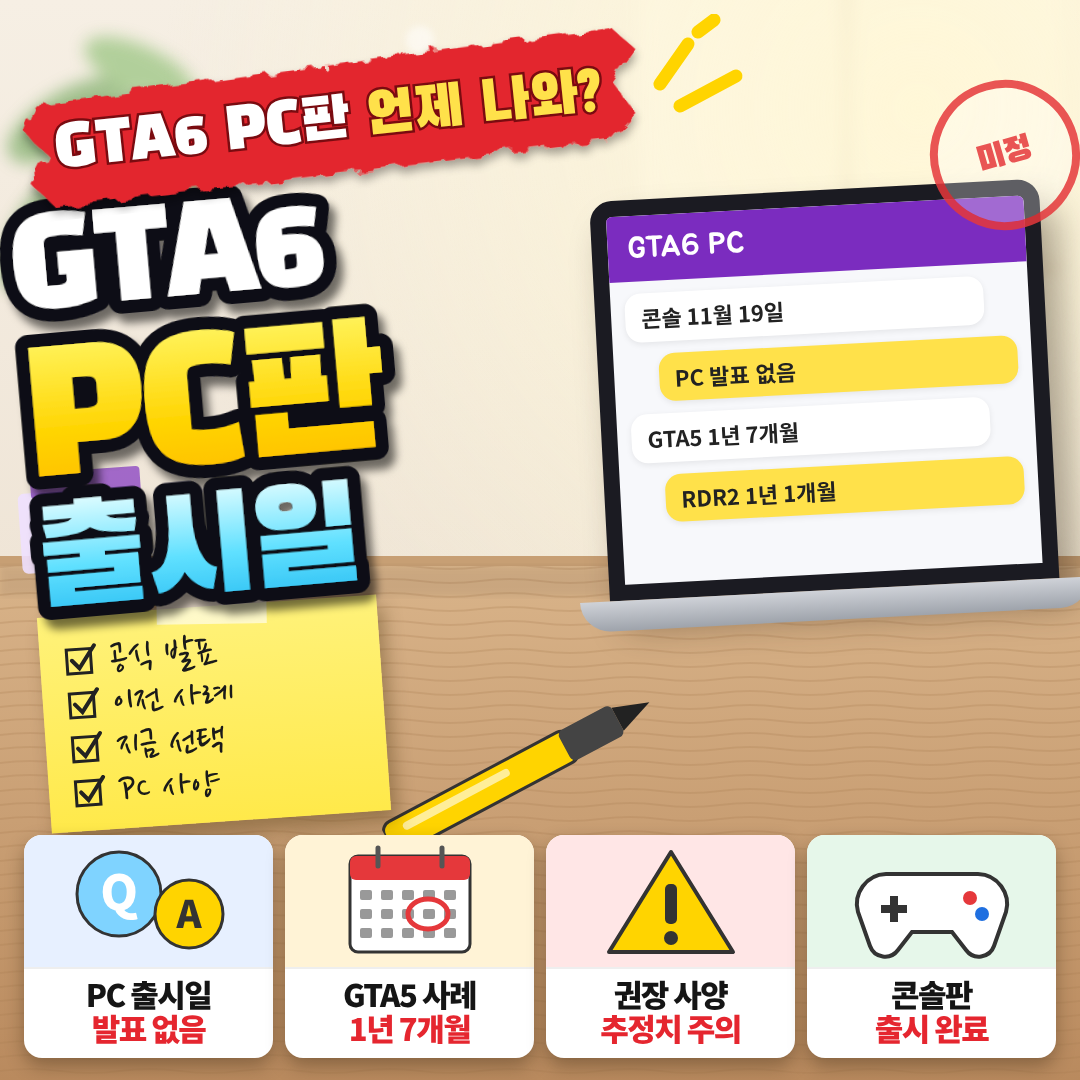 GTA6 PC판 언제 나와?
미정
GTA6
PC판
출시일
GTA6 PC
콘솔 11월 19일
PC 발표 없음
GTA5 1년 7개월
RDR2 1년 1개월
공식 발표
이전 사례
지금 선택
PC 사양
Q
A
PC 출시일
발표 없음
GTA5 사례
1년 7개월
권장 사양
추정치 주의
콘솔판
출시 완료